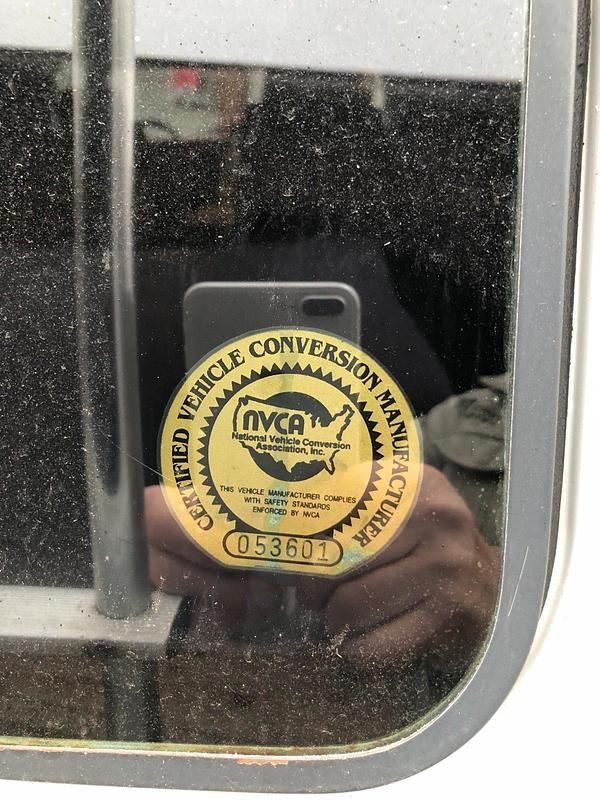 CERTIFIED VEHICLE CONVERSION MANUFACTURER
NVCA
National Vehicle Conversion
Association, Inc.
THIS VEHICLE MANUFACTURER COMPLIES
WITH SAFETY STANDARDS
ENFORCED BY NVCA
053601